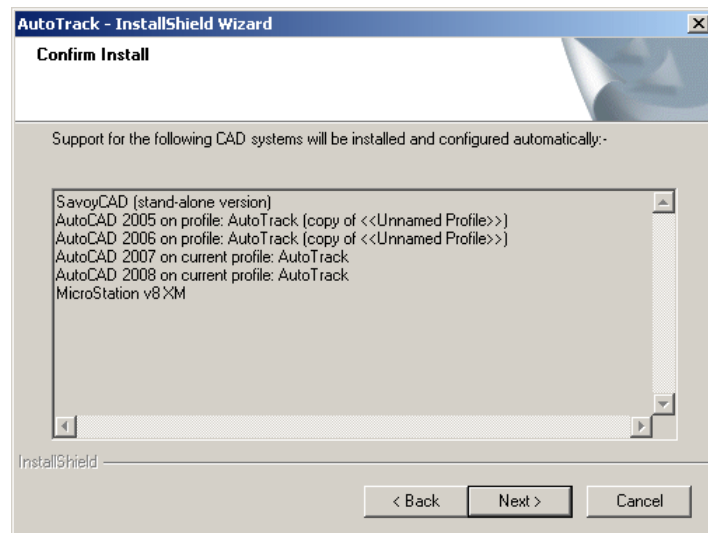 AutoTrack - InstallShield Wizard
Confirm Install
Support for the following CAD systems will be installed and configured automatically:-
SavoyCAD (stand-alone version)
AutoCAD 2005 on profile: AutoTrack (copy of <<Unnamed Profile>>)
AutoCAD 2006 on profile: AutoTrack (copy of <<Unnamed Profile>>)
AutoCAD 2007 on current profile: AutoTrack
AutoCAD 2008 on current profile: AutoTrack
MicroStation v8 XM
InstallShield
< Back Next > Cancel